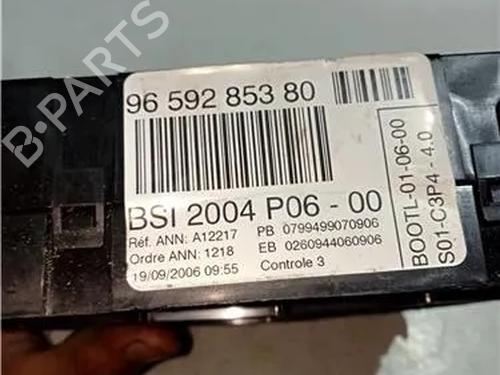 96 592 853 80
BSI 2004 P06 - 00
Réf. ANN: A12217 PB 0799499070906
Ordre ANN: 1218 EB 0260944060906
19/09/2006 09:55 Controle 3
BOOTL-01-06-00
S01-C3P4 - 4.0
B-PARTS